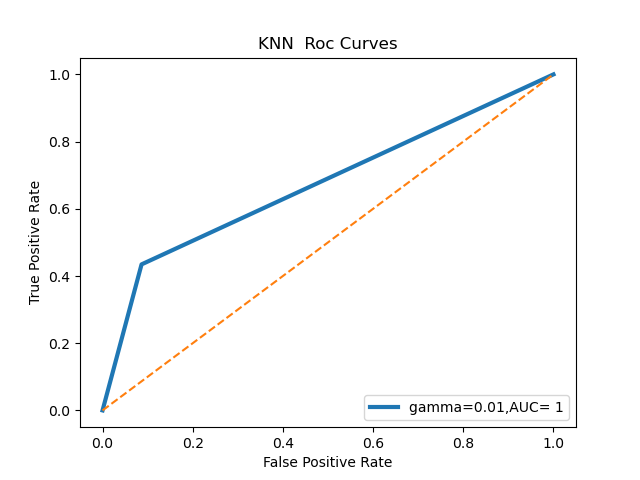 KNN  Roc Curves
True Positive Rate
1.0
0.8
0.6
0.4
0.2
0.0
gamma=0.01,AUC= 1
0.0 0.2 0.4 0.6 0.8 1.0
False Positive Rate